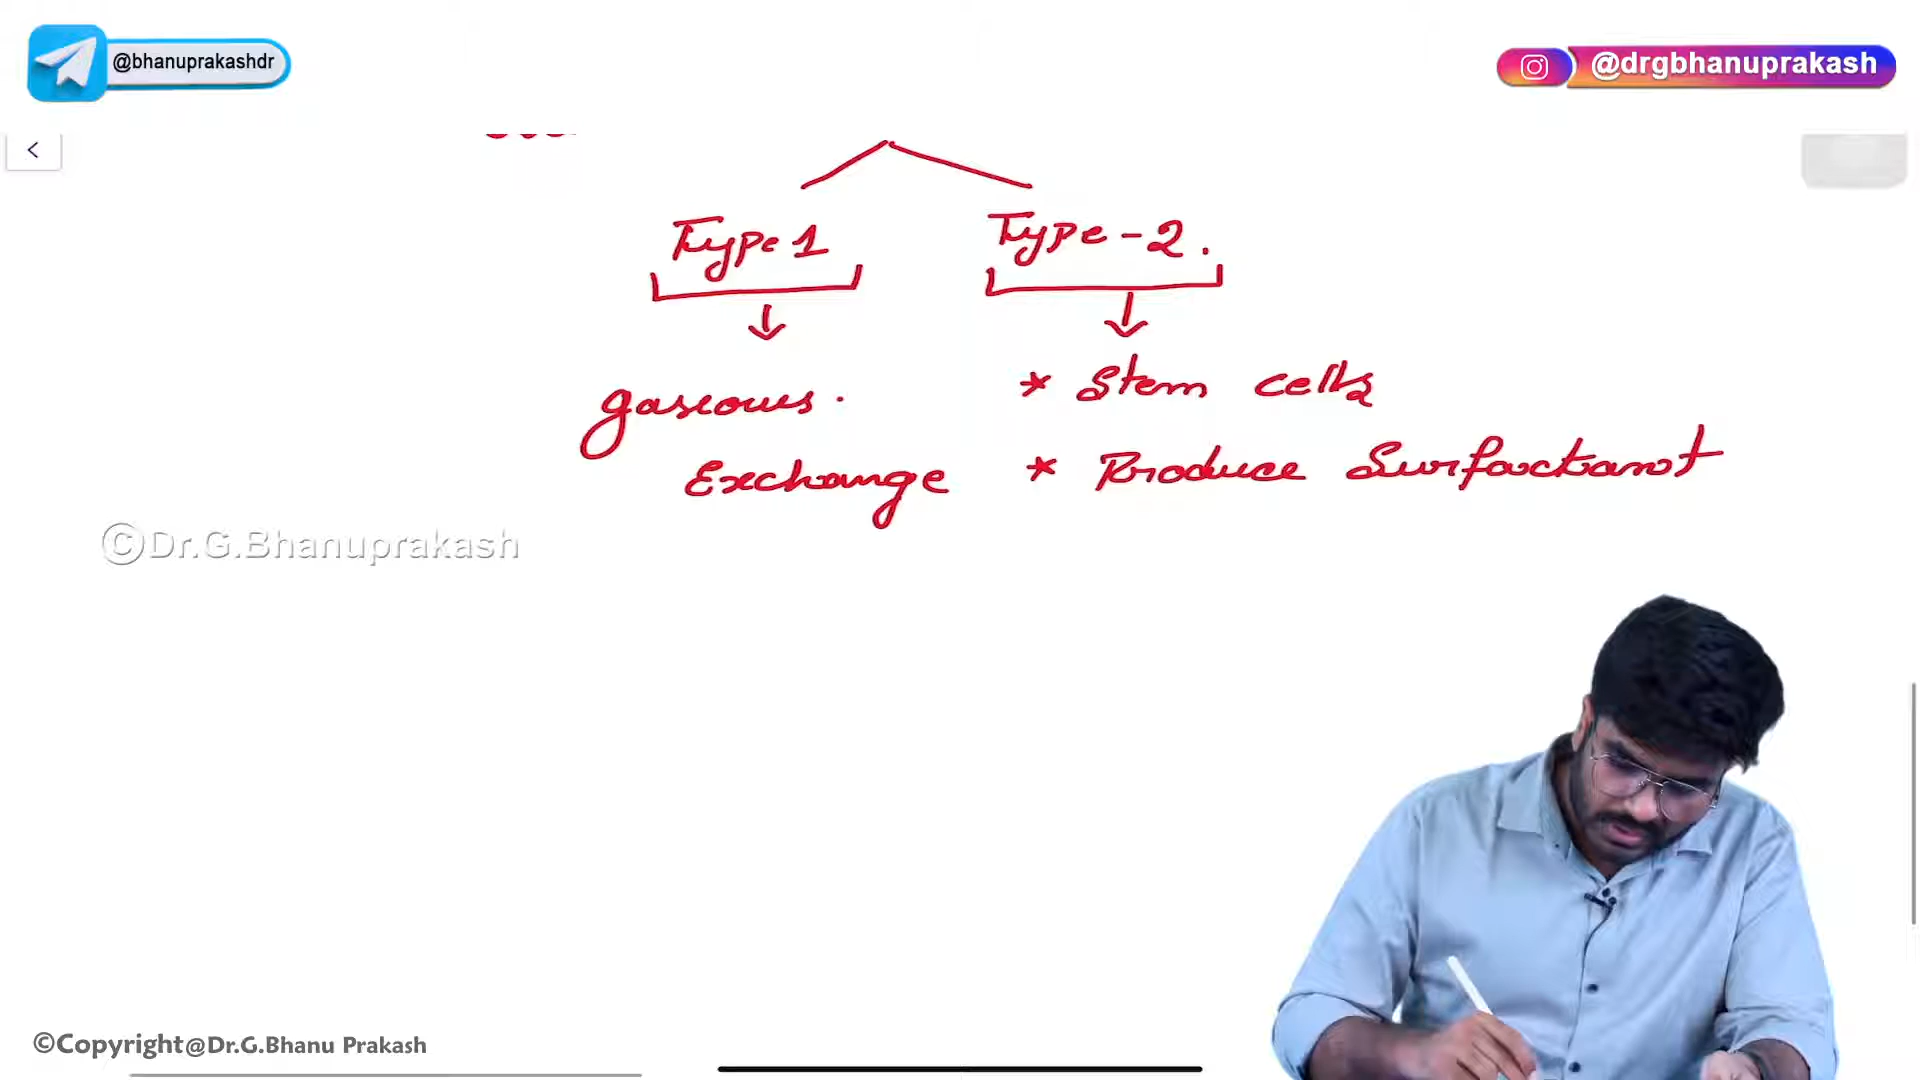 @bhanuprakashdr
@drgbhanuprakash
Type 1
Type-2.
gaseous.
Exchange
* Stem cells
* Produce Surfactant
©Dr.G.Bhanuprakash
©Copyright@Dr.G.Bhanu Prakash